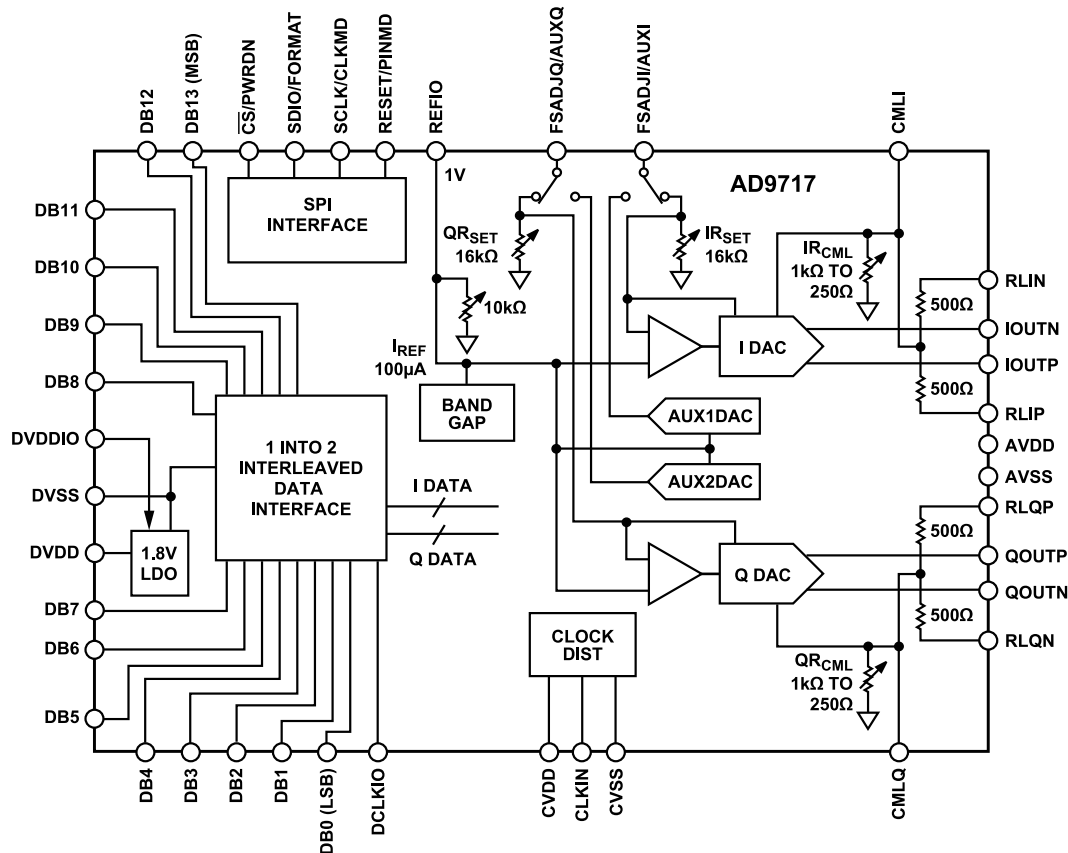 DB12
DB13 (MSB)
CS/PWRDN
SDIO/FORMAT
SCLK/CLKMD
RESET/PINMD
REFIO
FSADJQ/AUXQ
FSADJI/AUXI
CMLI
AD9717
1V
SPI
INTERFACE
DB11
DB10
DB9
DB8
DVDDIO
DVSS
DVDD
DB7
DB6
DB5
QRSET
16kΩ
IRSET
16kΩ
IRCML
1kΩ TO
250Ω
10kΩ
IREF
100µA
BAND
GAP
I DAC
AUX1DAC
AUX2DAC
Q DAC
500Ω
500Ω
RLIN
IOUTN
IOUTP
RLIP
AVDD
AVSS
RLQP
QOUTP
QOUTN
RLQN
500Ω
500Ω
1 INTO 2
INTERLEAVED
DATA
INTERFACE
I DATA
Q DATA
1.8V
LDO
CLOCK
DIST
QRCML
1kΩ TO
250Ω
DB4
DB3
DB2
DB1
DB0 (LSB)
DCLKIO
CVDD
CLKIN
CVSS
CMLQ